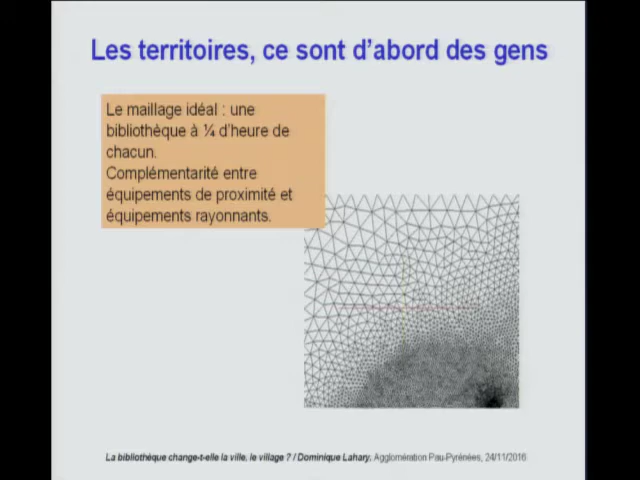 Les territoires, ce sont d'abord des gens
Le maillage idéal : une
bibliothèque à ¼ d'heure de
chacun.
Complémentarité entre
équipements de proximité et
équipements rayonnants.
La bibliothèque change-t-elle la ville, le village ? / Dominique Lahary, Agglomération Pau-Pyrénées, 24/11/2016